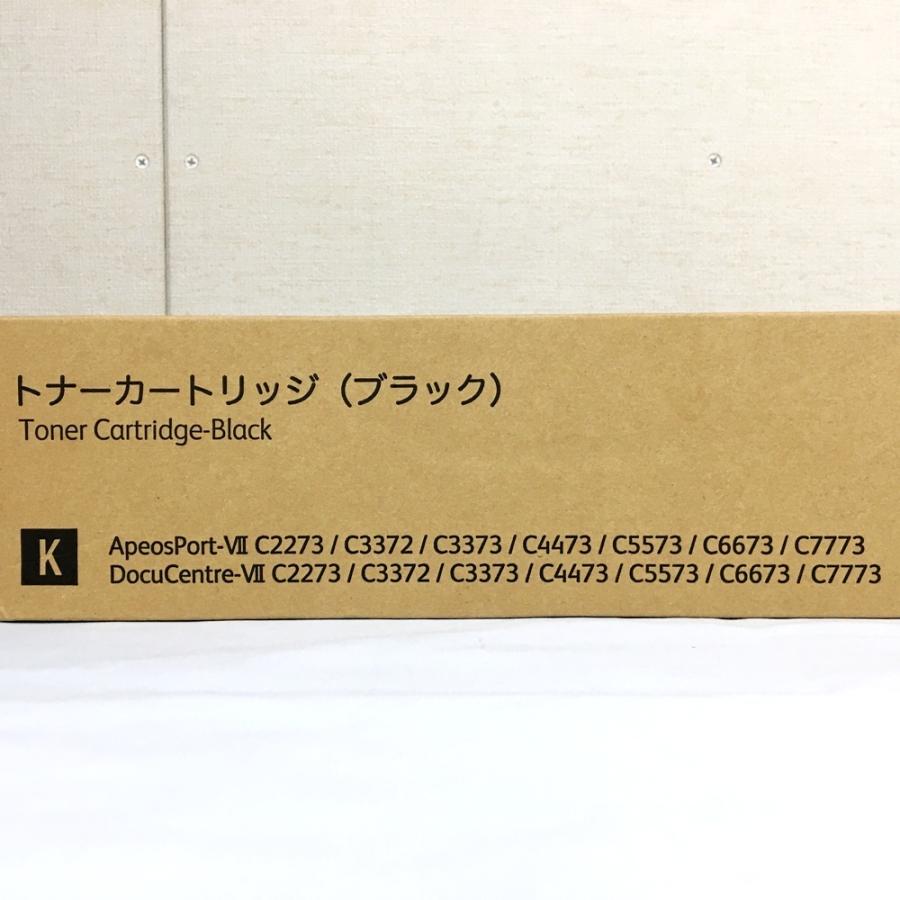 トナーカートリッジ（ブラック）
Toner Cartridge-Black
K
ApeosPort-Ⅶ C2273 / C3372 / C3373 / C4473 / C5573 / C6673 / C7773
DocuCentre-Ⅶ C2273 / C3372 / C3373 / C4473 / C5573 / C6673 / C7773